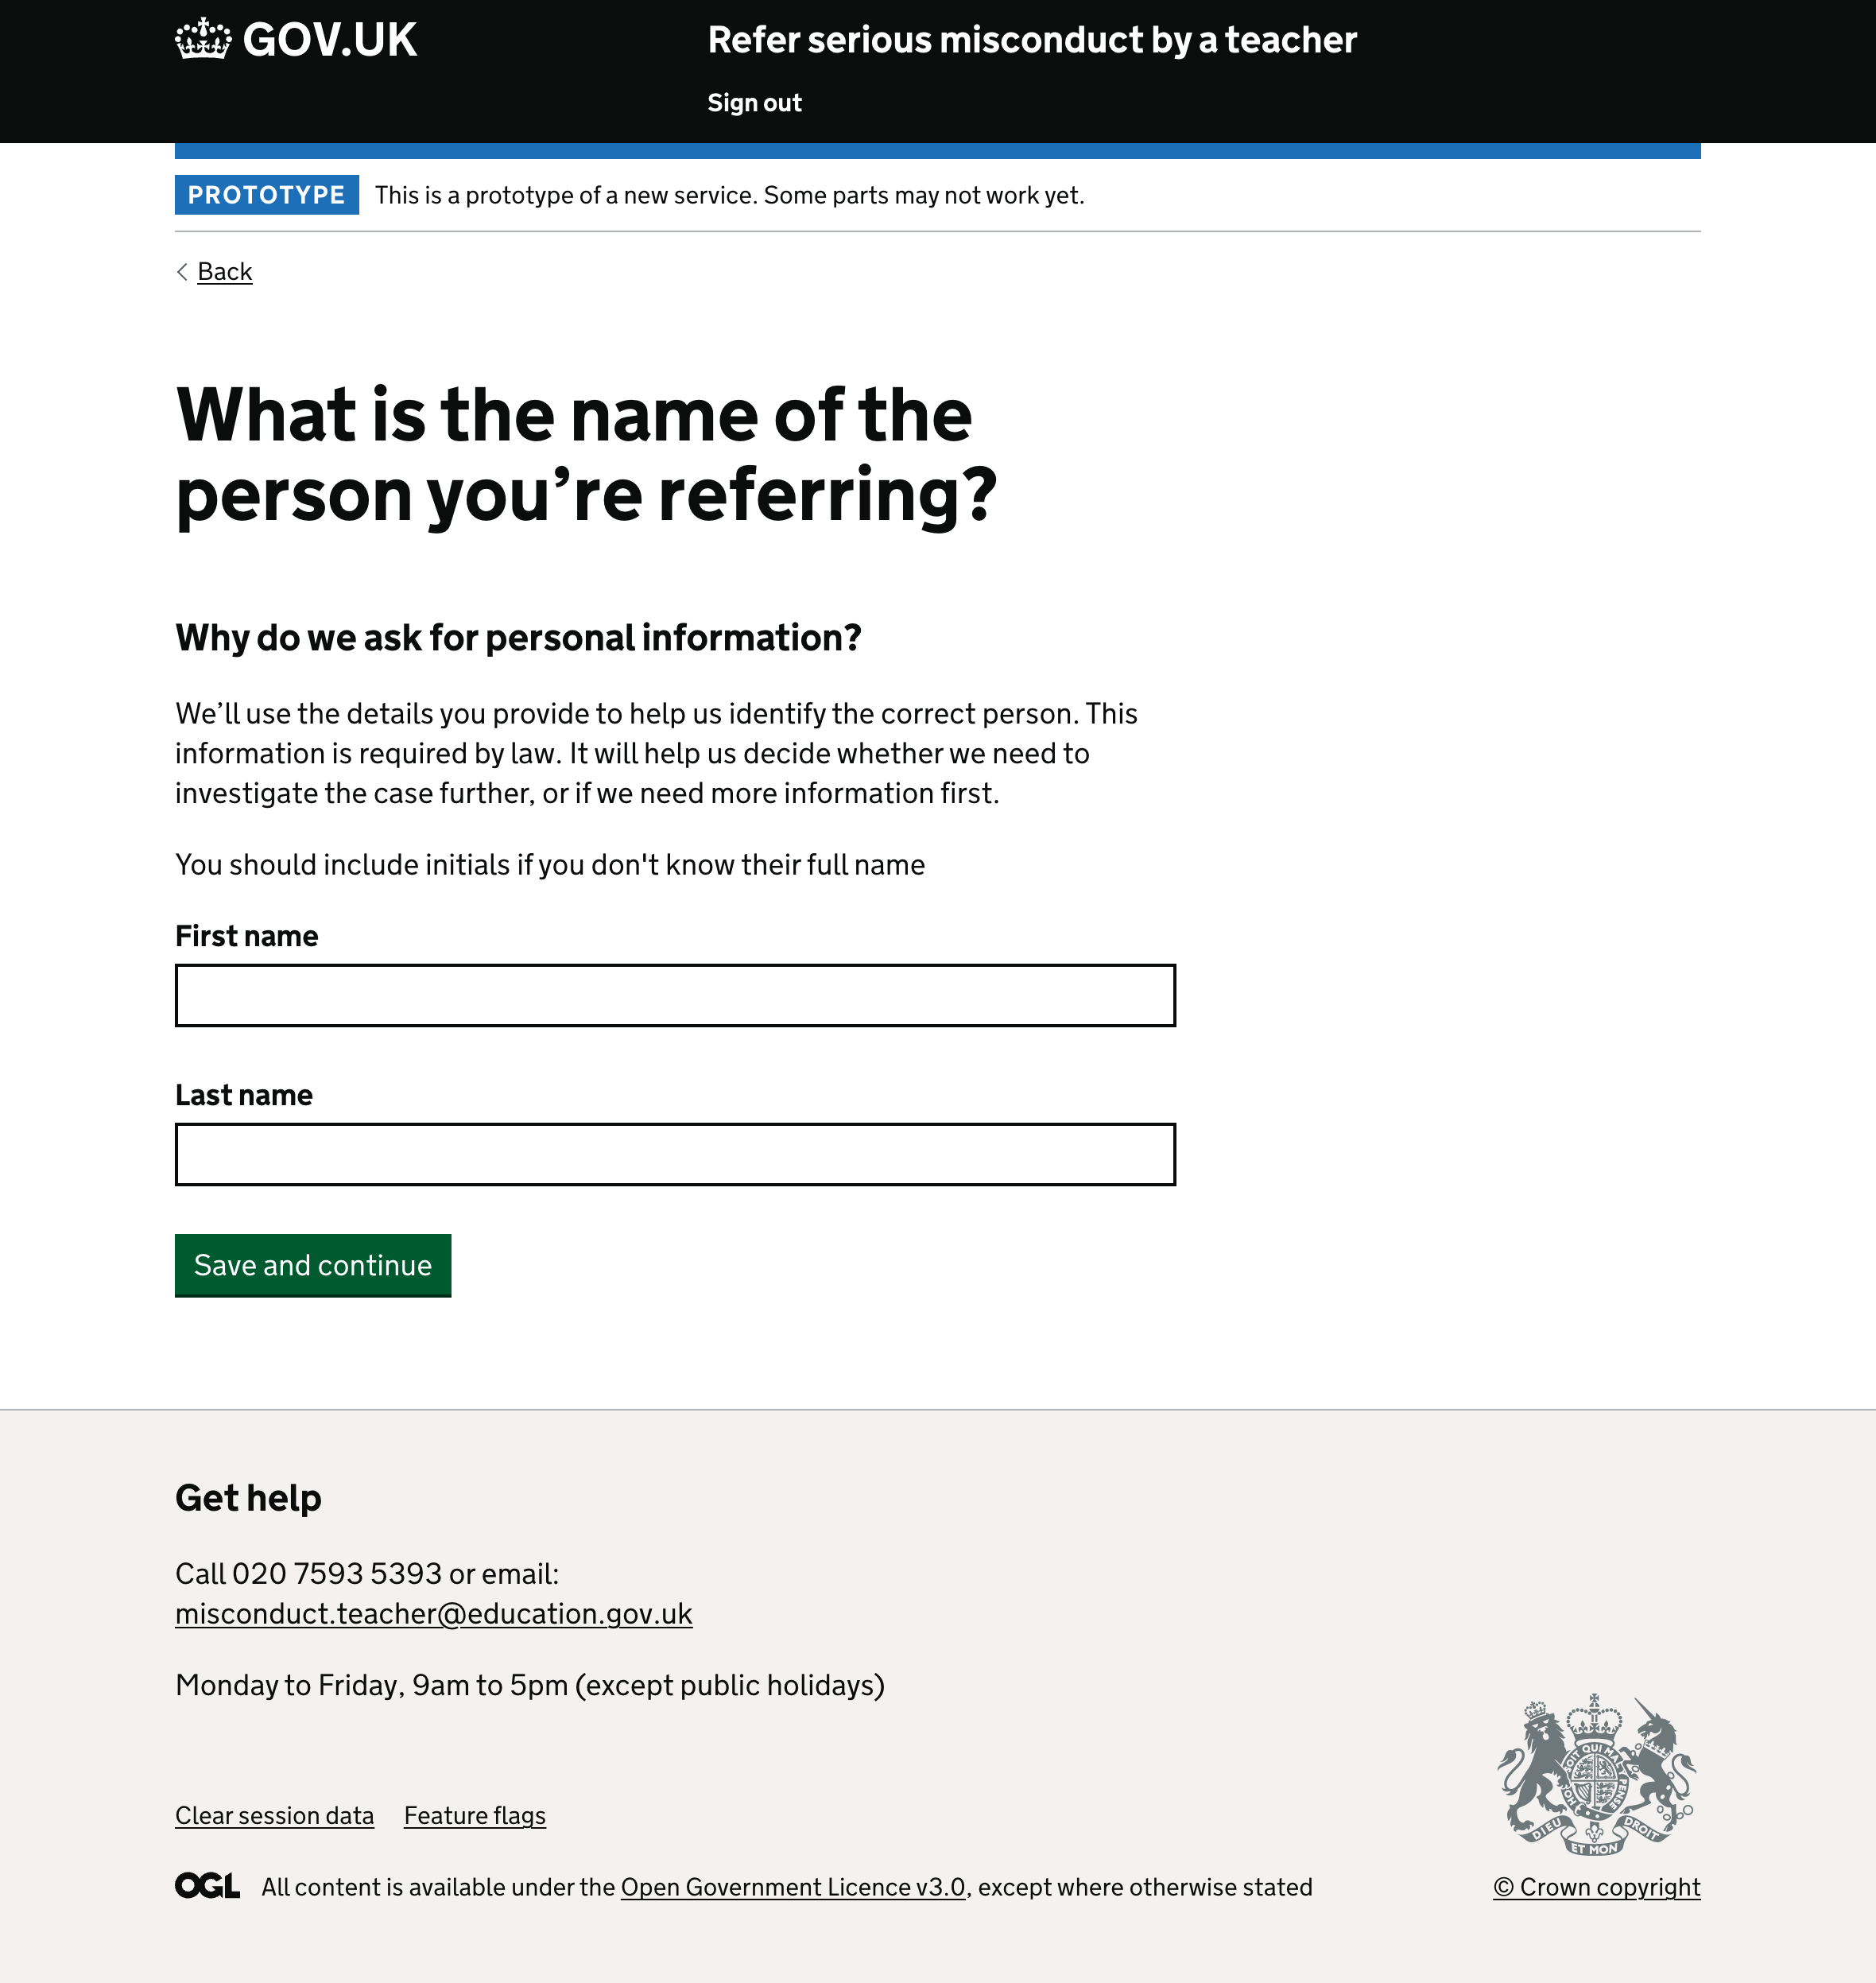 GOV.UK
Refer serious misconduct by a teacher
Sign out
PROTOTYPE This is a prototype of a new service. Some parts may not work yet.
Back
What is the name of the
person you’re referring?
Why do we ask for personal information?
We’ll use the details you provide to help us identify the correct person. This
information is required by law. It will help us decide whether we need to
investigate the case further, or if we need more information first.
You should include initials if you don't know their full name
First name
Last name
Save and continue
Get help
Call 020 7593 5393 or email:
misconduct.teacher@education.gov.uk
Monday to Friday, 9am to 5pm (except public holidays)
Clear session data Feature flags
DIEU ET MON DROIT
OGL All content is available under the Open Government Licence v3.0, except where otherwise stated
© Crown copyright